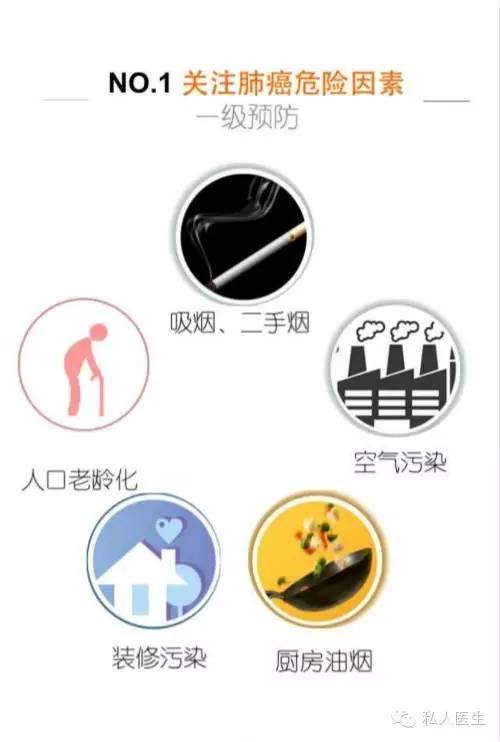 NO.1 关注肺癌危险因素
一级预防
吸烟、二手烟
空气污染
人口老龄化
装修污染
厨房油烟
私人医生